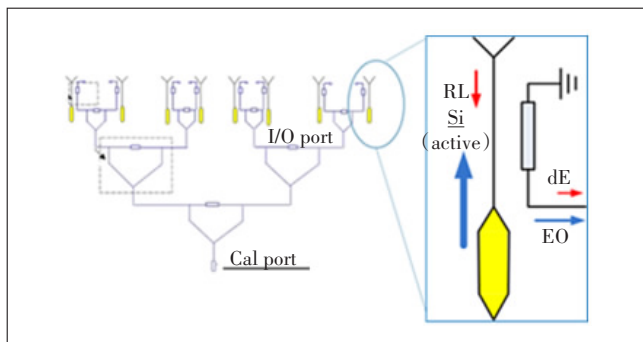 I/O port
Cal port
RL
Si
(active)
dE
EO